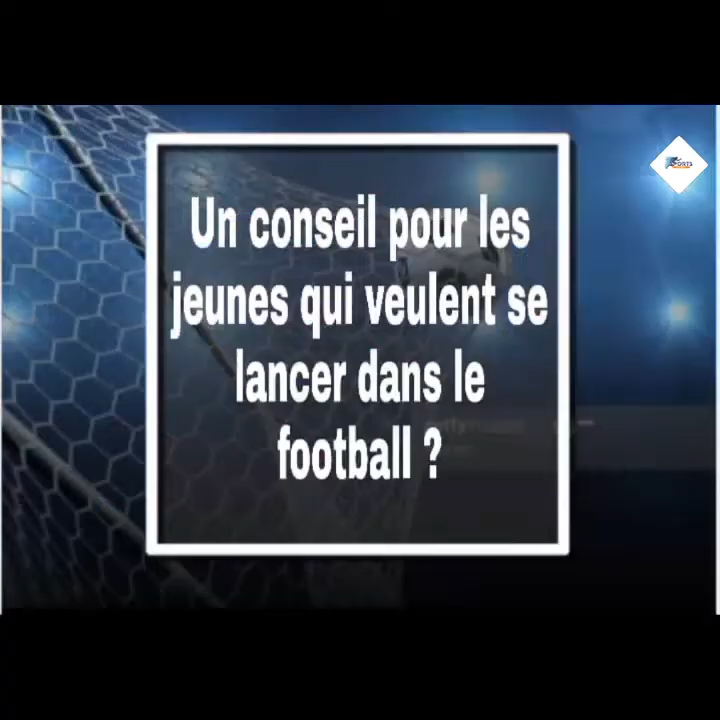 Un conseil pour les
jeunes qui veulent se
lancer dans le
football ?